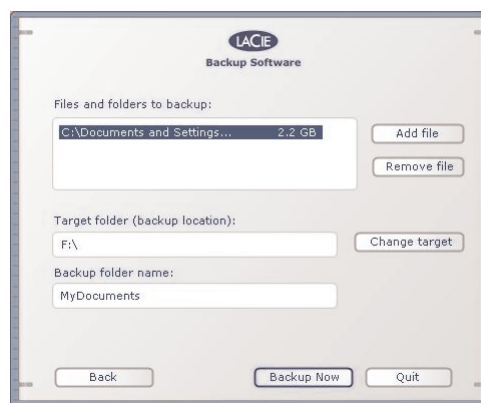 LACIE
Backup Software
Files and folders to backup:
C:\Documents and Settings... 2.2 GB
Add file
Remove file
Target folder (backup location):
F:\
Change target
Backup folder name:
MyDocuments
Back
Backup Now
Quit